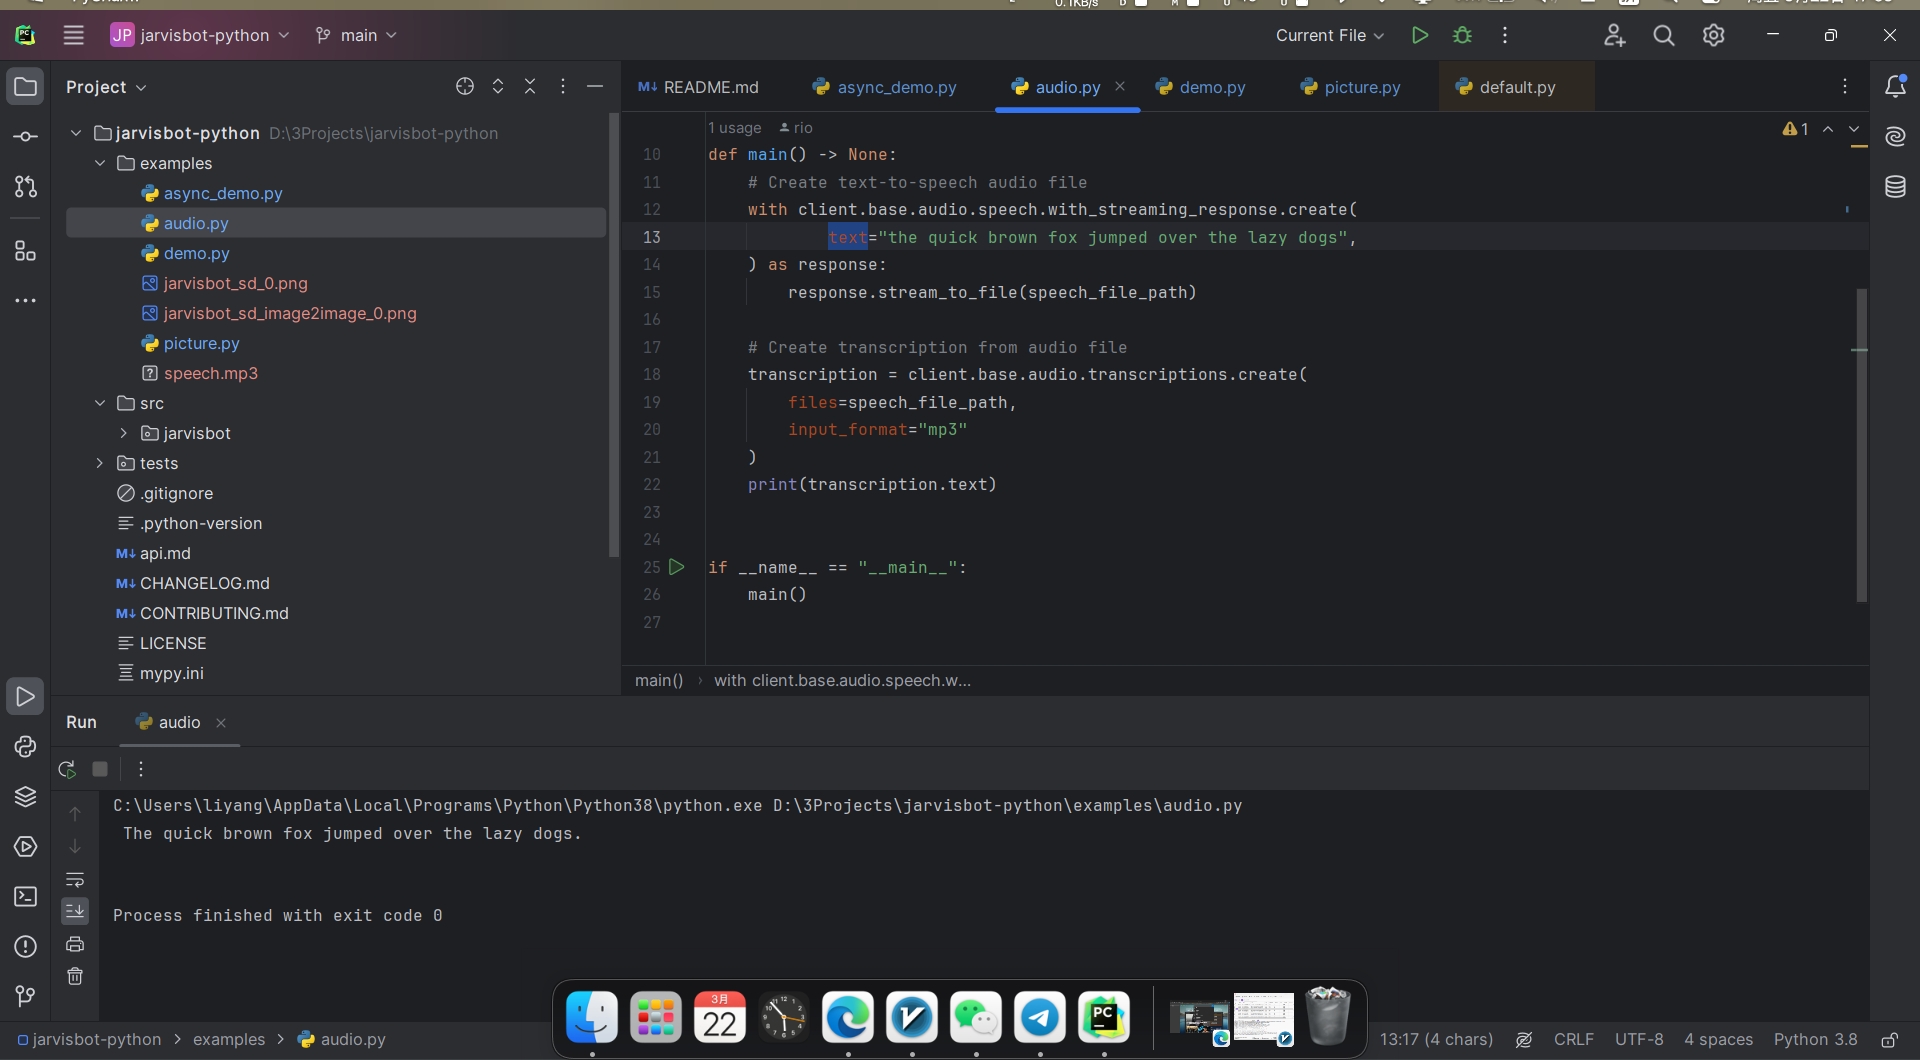 0.1KB/s
JP jarvisbot-python
main
Current File
Project
README.md
async_demo.py
audio.py
demo.py
picture.py
default.py
jarvisbot-python D:\3Projects\jarvisbot-python
examples
async_demo.py
audio.py
demo.py
jarvisbot_sd_0.png
jarvisbot_sd_image2image_0.png
picture.py
speech.mp3
src
jarvisbot
tests
.gitignore
.python-version
M↓ api.md
M↓ CHANGELOG.md
M↓ CONTRIBUTING.md
LICENSE
mypy.ini
1 usage rio
1
10 def main() -> None:
11 # Create text-to-speech audio file
12 with client.base.audio.speech.with_streaming_response.create(
13 text="the quick brown fox jumped over the lazy dogs",
14 ) as response:
15 response.stream_to_file(speech_file_path)
16
17 # Create transcription from audio file
18 transcription = client.base.audio.transcriptions.create(
19 files=speech_file_path,
20 input_format="mp3"
21 )
22 print(transcription.text)
23
24
25 if __name__ == "__main__":
26 main()
27
main() › with client.base.audio.speech.w...
Run
audio
C:\Users\liyang\AppData\Local\Programs\Python\Python38\python.exe D:\3Projects\jarvisbot-python\examples\audio.py
The quick brown fox jumped over the lazy dogs.
Process finished with exit code 0
3月
22
PC
jarvisbot-python > examples > audio.py
13:17 (4 chars)
CRLF
UTF-8
4 spaces
Python 3.8